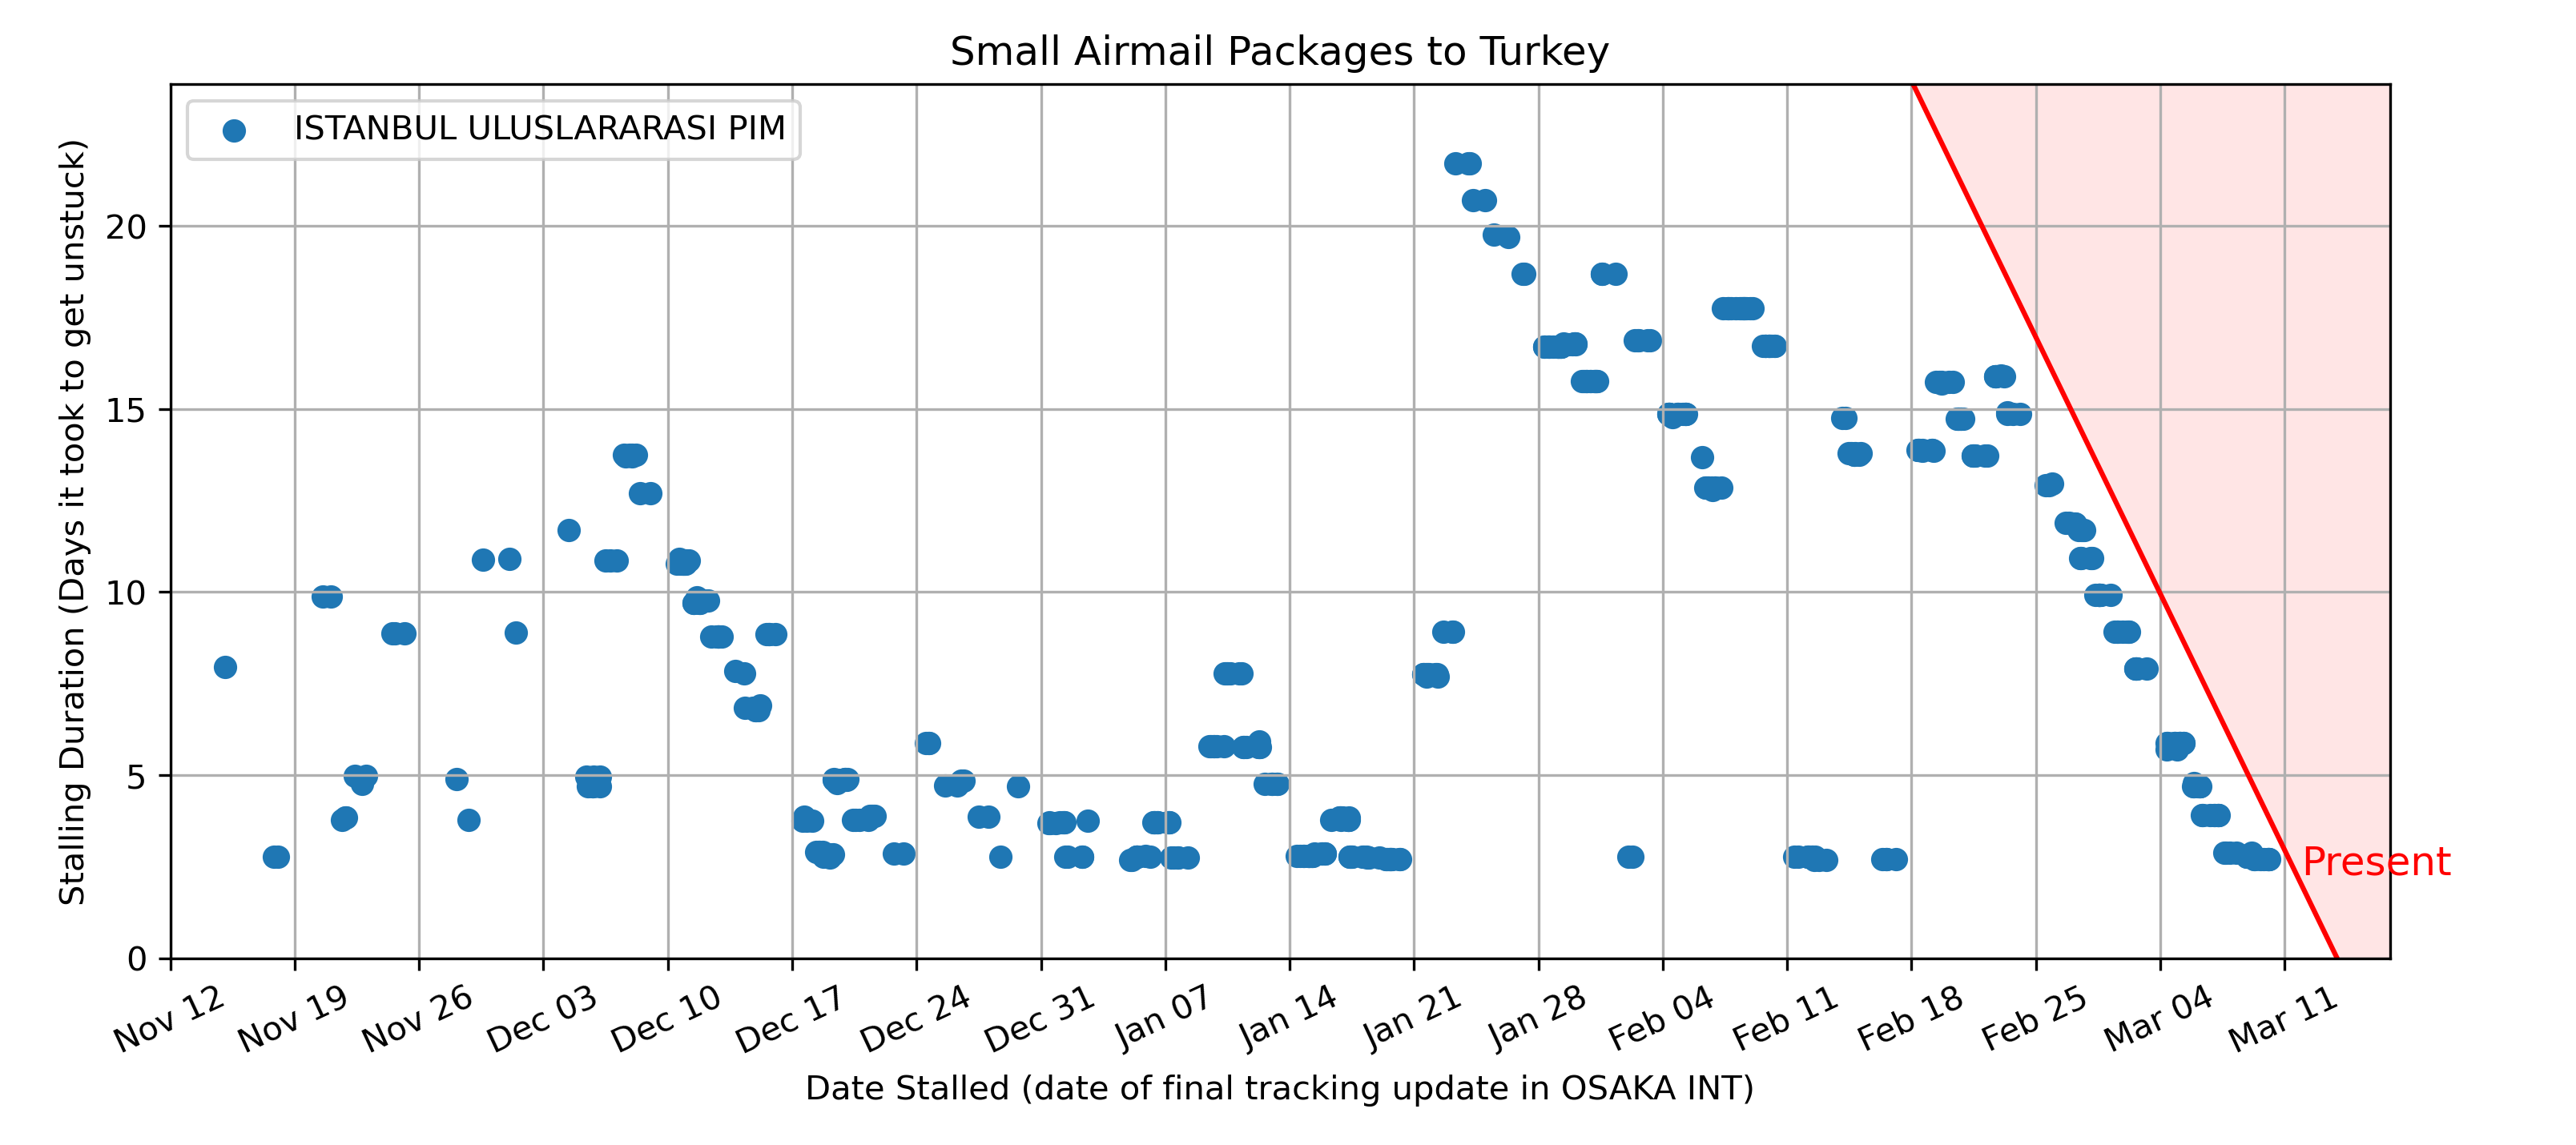 Small Airmail Packages to Turkey
ISTANBUL ULUSLARARASI PIM
Stalling Duration (Days it took to get unstuck)
20
15
10
5
0
Present
Nov 12
Nov 19
Nov 26
Dec 03
Dec 10
Dec 17
Dec 24
Dec 31
Jan 07
Jan 14
Jan 21
Jan 28
Feb 04
Feb 11
Feb 18
Feb 25
Mar 04
Mar 11
Date Stalled (date of final tracking update in OSAKA INT)